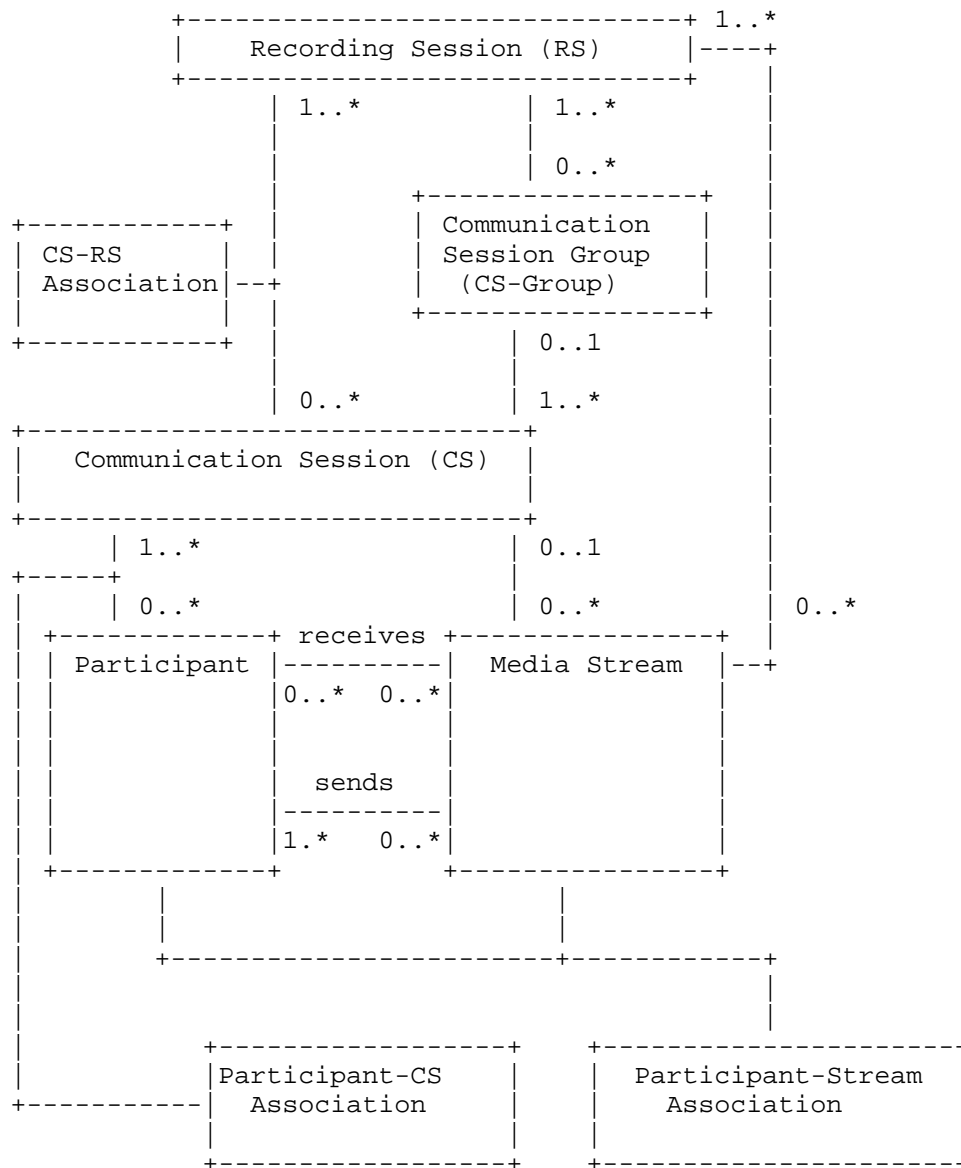 1..*
Recording Session (RS)
1..* 1..*
0..*
Communication
CS-RS Session Group
Association (CS-Group)
0..1
0..* 1..*
Communication Session (CS)
1..* 0..1
0..* 0..* 0..*
receives
Participant Media Stream
0..* 0..*
sends
1.* 0..*
Participant-CS Participant-Stream
Association Association